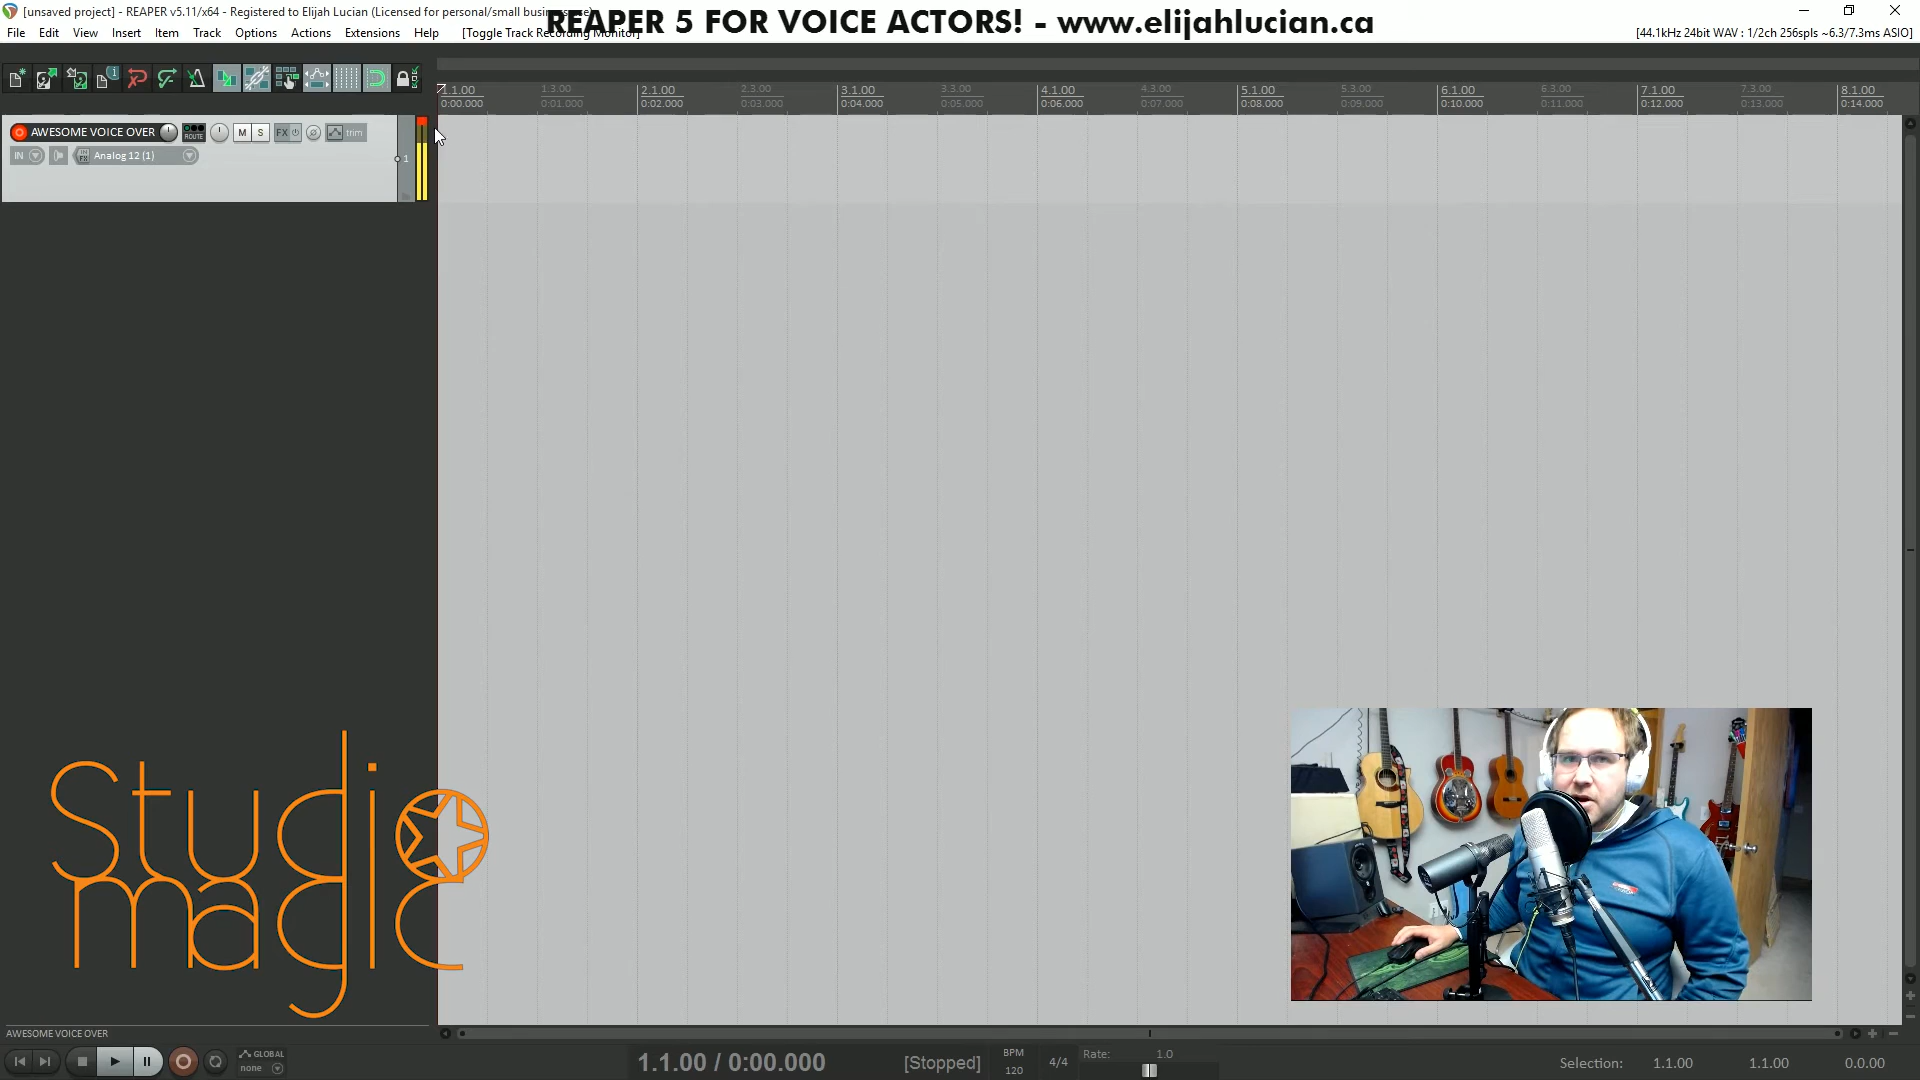 [unsaved project] - REAPER v5.11/x64 - Registered to Elijah Lucian (Licensed for personal/small
REAPER 5 FOR VOICE ACTORS! - www.elijahlucian.ca
File Edit View Insert Item Track Options Actions Extensions Help [Toggle Track Recording Monitor]
[44.1kHz 24bit WAV : 1/2ch 256spls ~6.3/7.3ms ASIO]
1.1.00 1:3.00 2.1.00 2.3.00 3.1.00 3.3.00 4.1.00 4.3.00 5.1.00 5.3.00 6.1.00 6.3.00 7.1.00 7.3.00 8.1.00
0:00.000 0:01.000 0:02.000 0:03.000 0:04.000 0:05.000 0:06.000 0:07.000 0:08.000 0:09.000 0:10.000 0:11.000 0:12.000 0:13.000 0:14.000
AWESOME VOICE OVER ROUTE M S FX trim
IN IN FX Analog 12 (1) 1
Studio
magic
AWESOME VOICE OVER
GLOBAL
none
1.1.00 / 0:00.000 [Stopped]
BPM
120
4/4
Rate: 1.0
Selection: 1.1.00 1.1.00 0.0.00